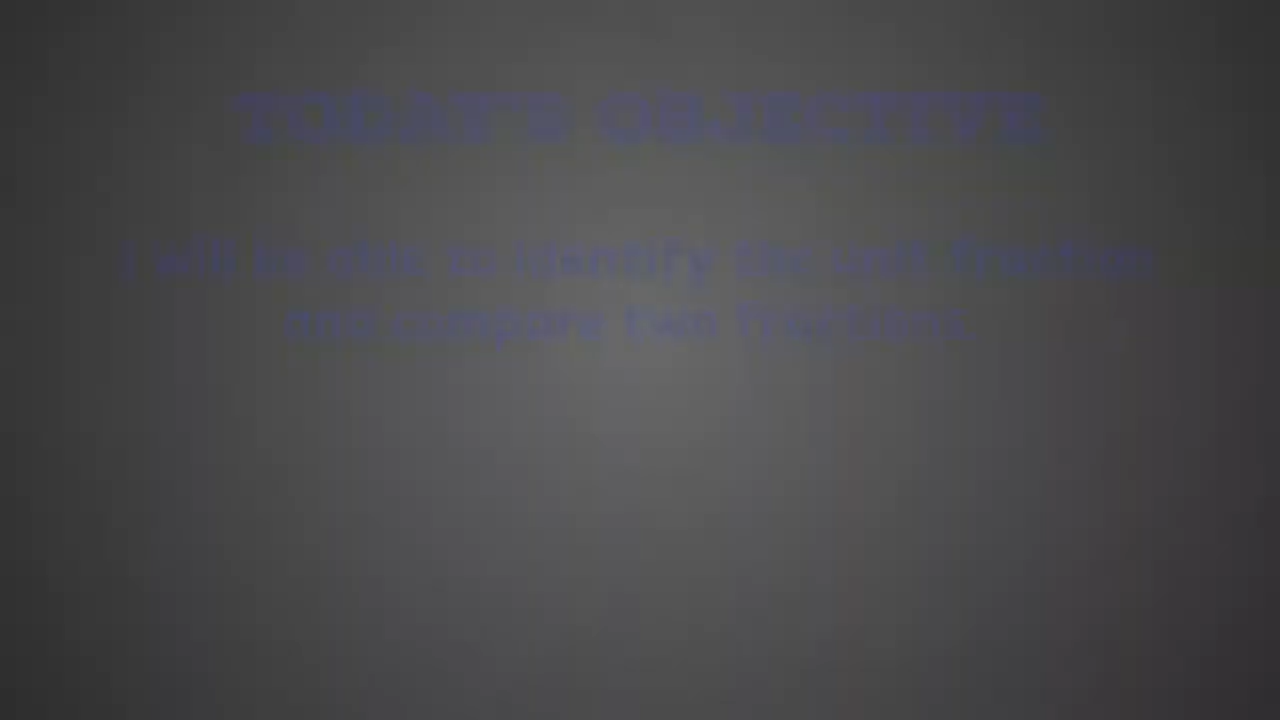 TODAY'S OBJECTIVE
I will be able to identify the unit fraction
and compare two fractions.